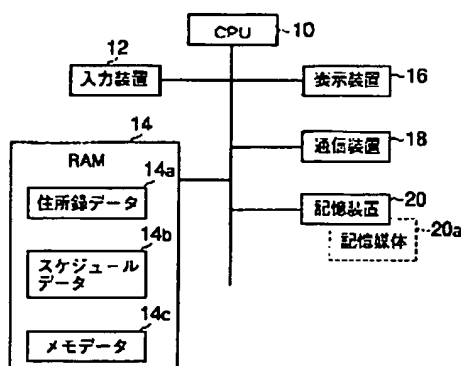 CPU
10
12
入力装置
表示装置
16
14
RAM
通信装置
18
14a
住所録データ
記憶装置
20
記憶媒体
20a
14b
スケジュール
データ
14c
メモデータ